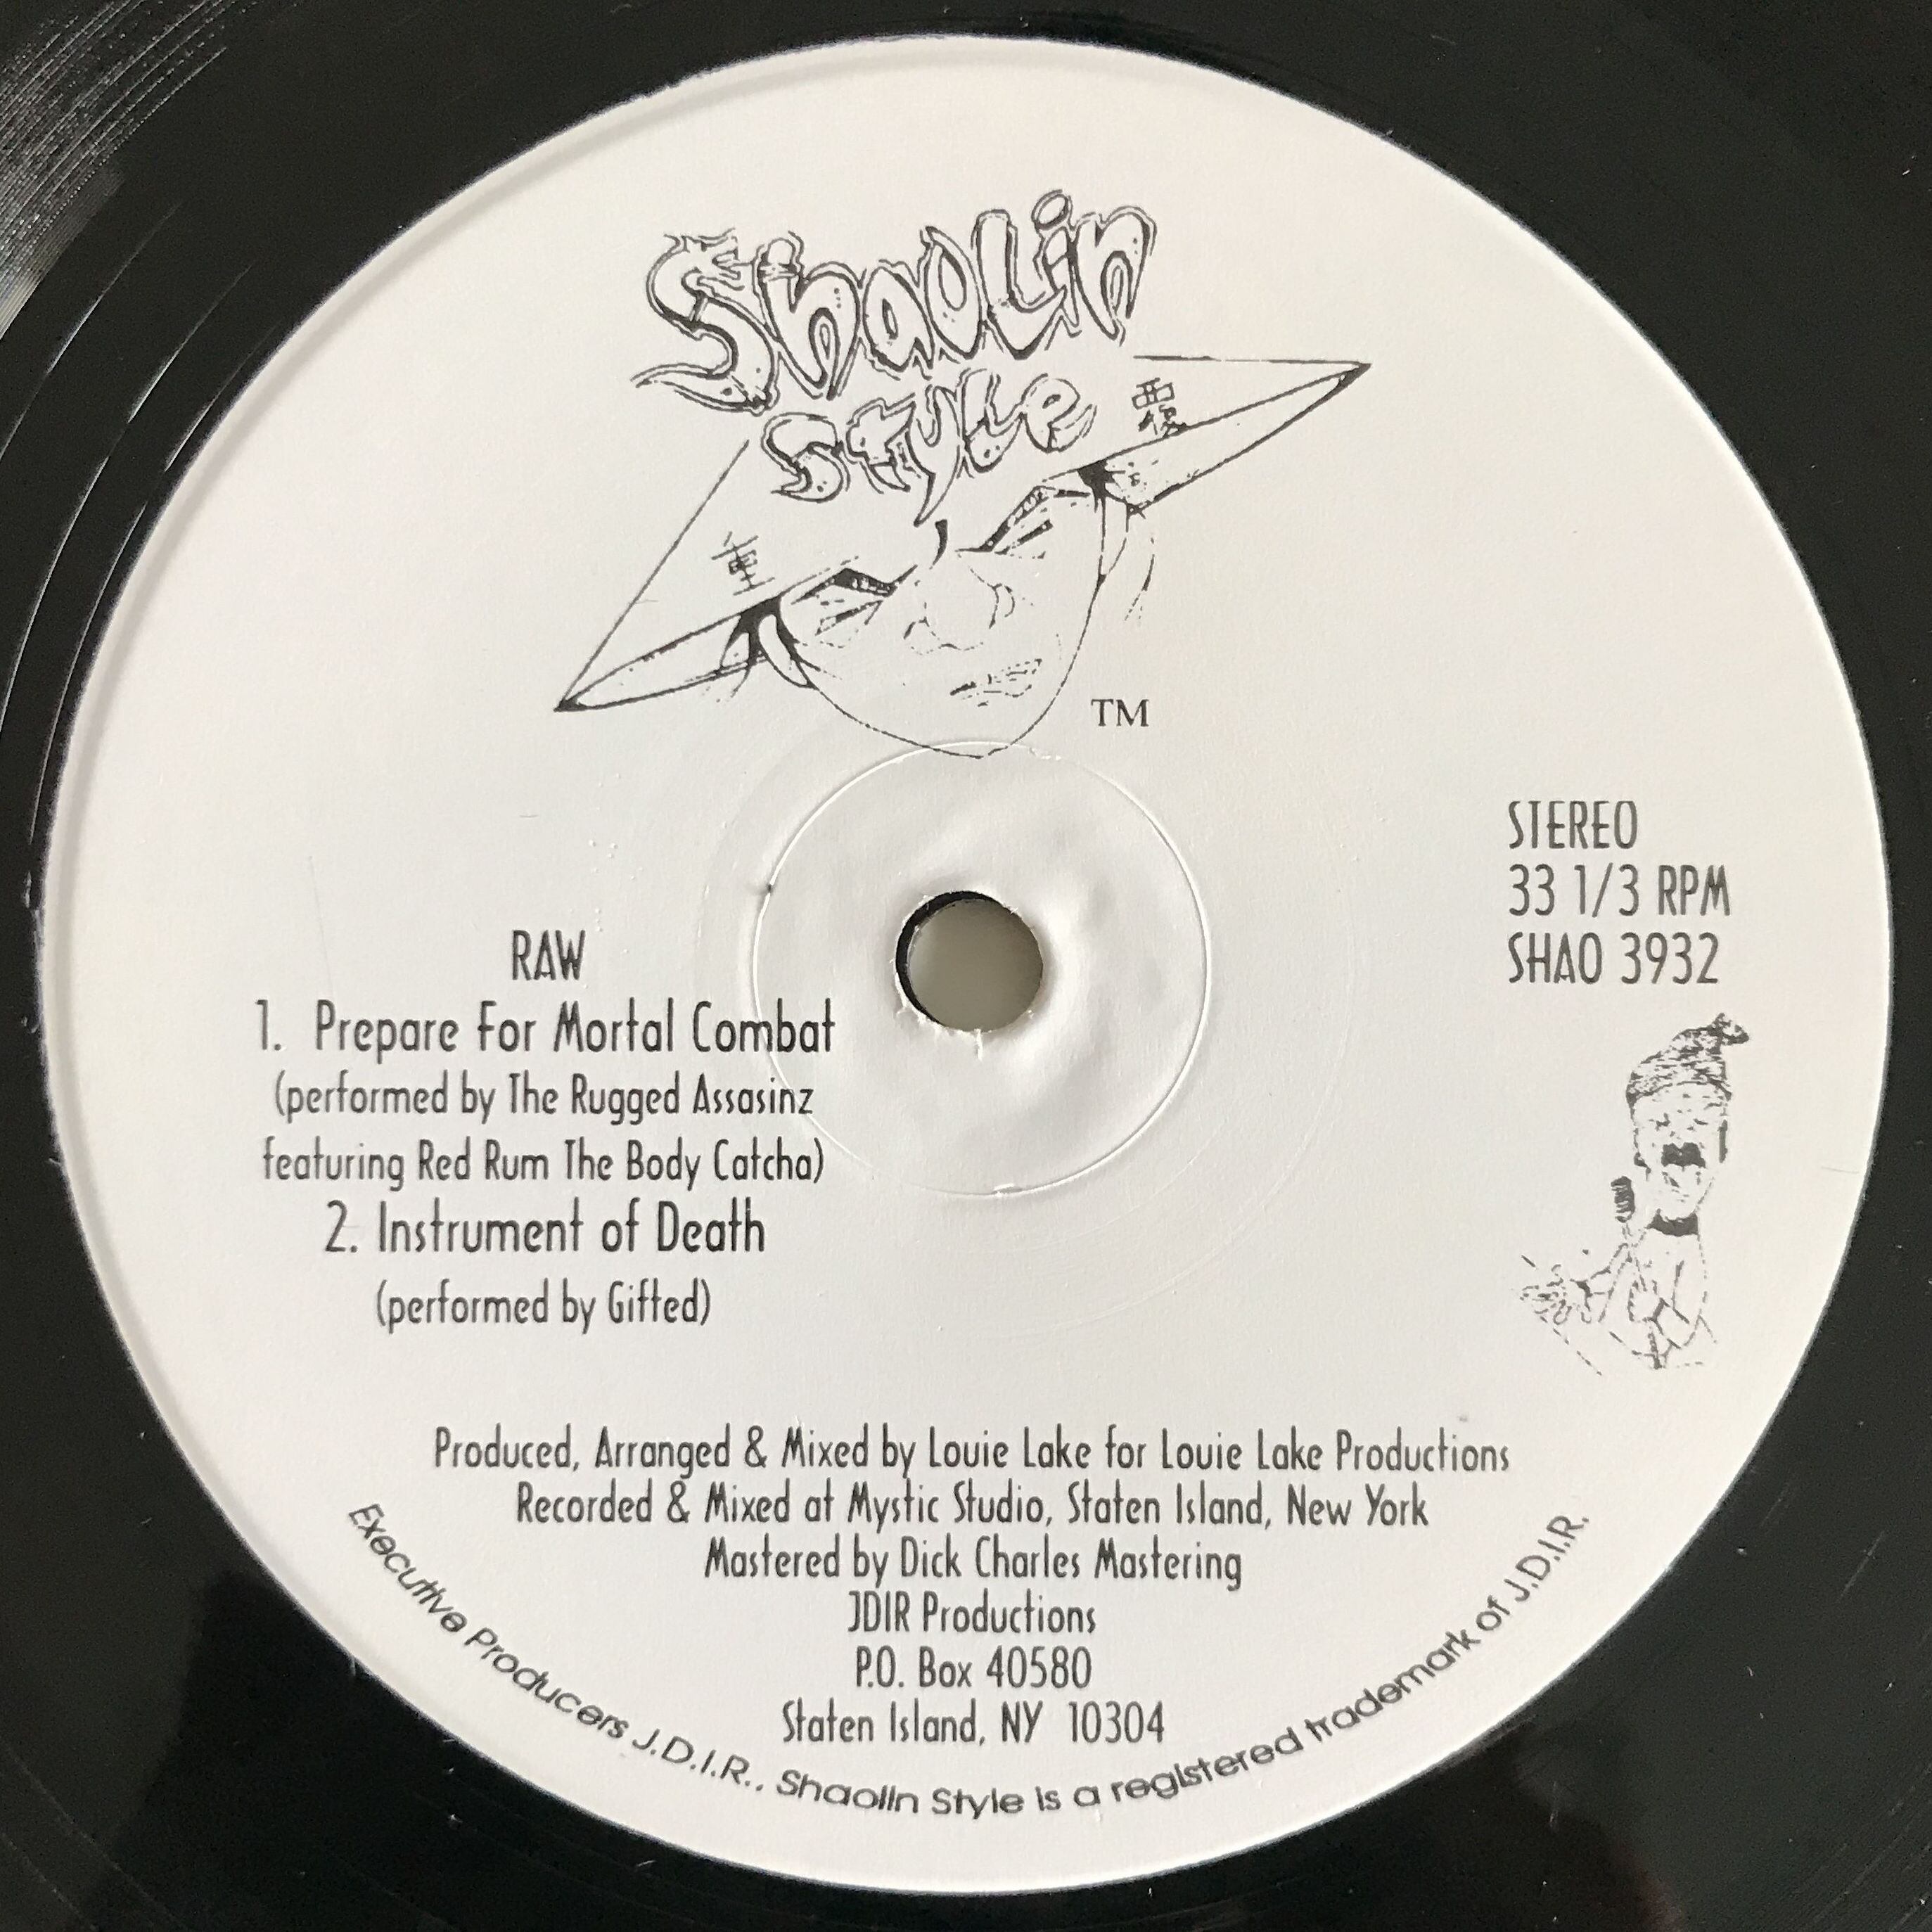 Shaolin
Style
重
TM
STEREO
33 1/3 RPM
SHAO 3932
RAW
1. Prepare For Mortal Combat
(performed by The Rugged Assasinz
featuring Red Rum The Body Catcha)
2. Instrument of Death
(performed by Gifted)
Produced, Arranged & Mixed by Louie Lake for Louie Lake Productions
Recorded & Mixed at Mystic Studio, Staten Island, New York
Mastered by Dick Charles Mastering
JDIR Productions
P.O. Box 40580
Staten Island, NY 10304
Executive Producers J.D.I.R.. Shaolin Style is a registered trademark of J.D.I.R.